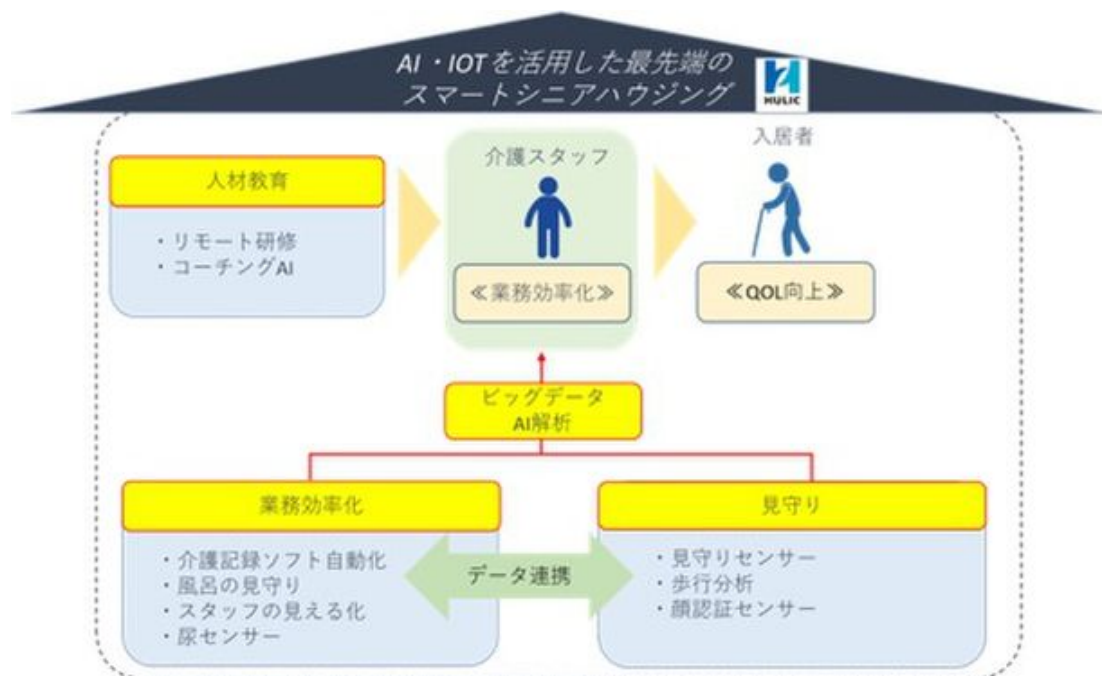 AI・IOTを活用した最先端の
スマートシニアハウジング
HULIC
人材教育
・リモート研修
・コーチングAI
介護スタッフ
≪業務効率化≫
入居者
≪QOL向上≫
ビッグデータ
AI解析
業務効率化
・介護記録ソフト自動化
・風呂の見守り
・スタッフの見える化
・尿センサー
データ連携
見守り
・見守りセンサー
・歩行分析
・顔認証センサー